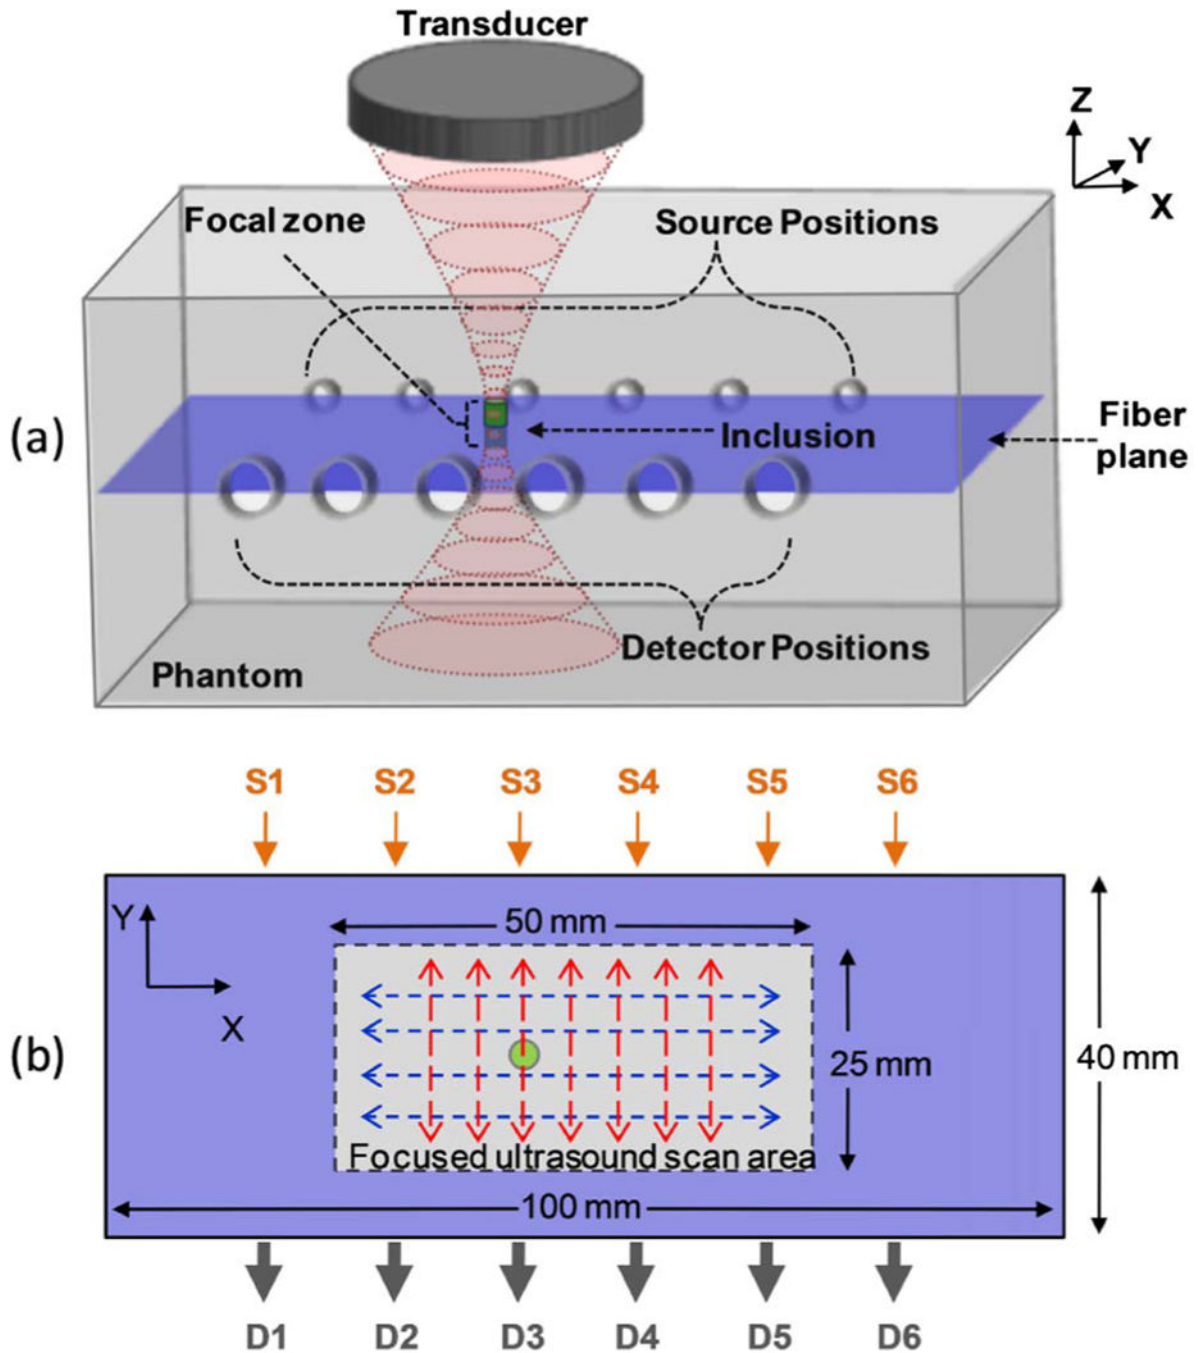 Transducer
Z
Y
X
Focal zone
Source Positions
(a)
Inclusion
Fiber
plane
Detector Positions
Phantom
S1 S2 S3 S4 S5 S6
Y
50 mm
X
(b)
25 mm
40 mm
Focused ultrasound scan area
100 mm
D1 D2 D3 D4 D5 D6